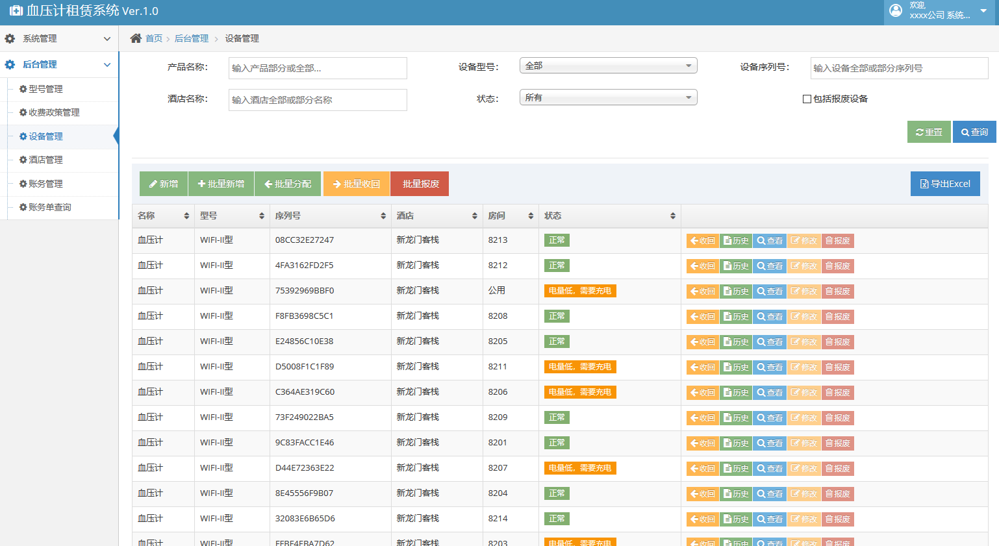 血压计租赁系统 Ver.1.0
欢迎,
xxxx公司 系统...
系统管理
后台管理
型号管理
收费政策管理
设备管理
酒店管理
账务管理
账务单查询
首页 > 后台管理 > 设备管理
产品名称: 输入产品部分或全部... 设备型号: 全部 设备序列号: 输入设备全部或部分序列号
酒店名称: 输入酒店全部或部分名称 状态: 所有 包括报废设备
重置 查询
新增 批量新增 批量分配 批量收回 批量报废 导出Excel
名称 型号 序列号 酒店 房间 状态
血压计 WIFI-II型 08CC32E27247 新龙门客栈 8213 正常 收回 历史 查看 修改 报废
血压计 WIFI-II型 4FA3162FD2F5 新龙门客栈 8212 正常 收回 历史 查看 修改 报废
血压计 WIFI-II型 75392969BBF0 新龙门客栈 公用 电量低，需要充电 收回 历史 查看 修改 报废
血压计 WIFI-II型 F8FB3698C5C1 新龙门客栈 8208 正常 收回 历史 查看 修改 报废
血压计 WIFI-II型 E24856C10E38 新龙门客栈 8205 正常 收回 历史 查看 修改 报废
血压计 WIFI-II型 D5008F1C1F89 新龙门客栈 8211 电量低，需要充电 收回 历史 查看 修改 报废
血压计 WIFI-II型 C364AE319C60 新龙门客栈 8206 电量低，需要充电 收回 历史 查看 修改 报废
血压计 WIFI-II型 73F249022BA5 新龙门客栈 8209 正常 收回 历史 查看 修改 报废
血压计 WIFI-II型 9C83FACC1E46 新龙门客栈 8201 正常 收回 历史 查看 修改 报废
血压计 WIFI-II型 D44E72363E22 新龙门客栈 8207 电量低，需要充电 收回 历史 查看 修改 报废
血压计 WIFI-II型 8E45556F9B07 新龙门客栈 8204 正常 收回 历史 查看 修改 报废
血压计 WIFI-II型 32083E6B65D6 新龙门客栈 8214 正常 收回 历史 查看 修改 报废
血压计 WIFI-II型 新龙门客栈 8203 电量低，需要充电 收回 历史 查看 修改 报废